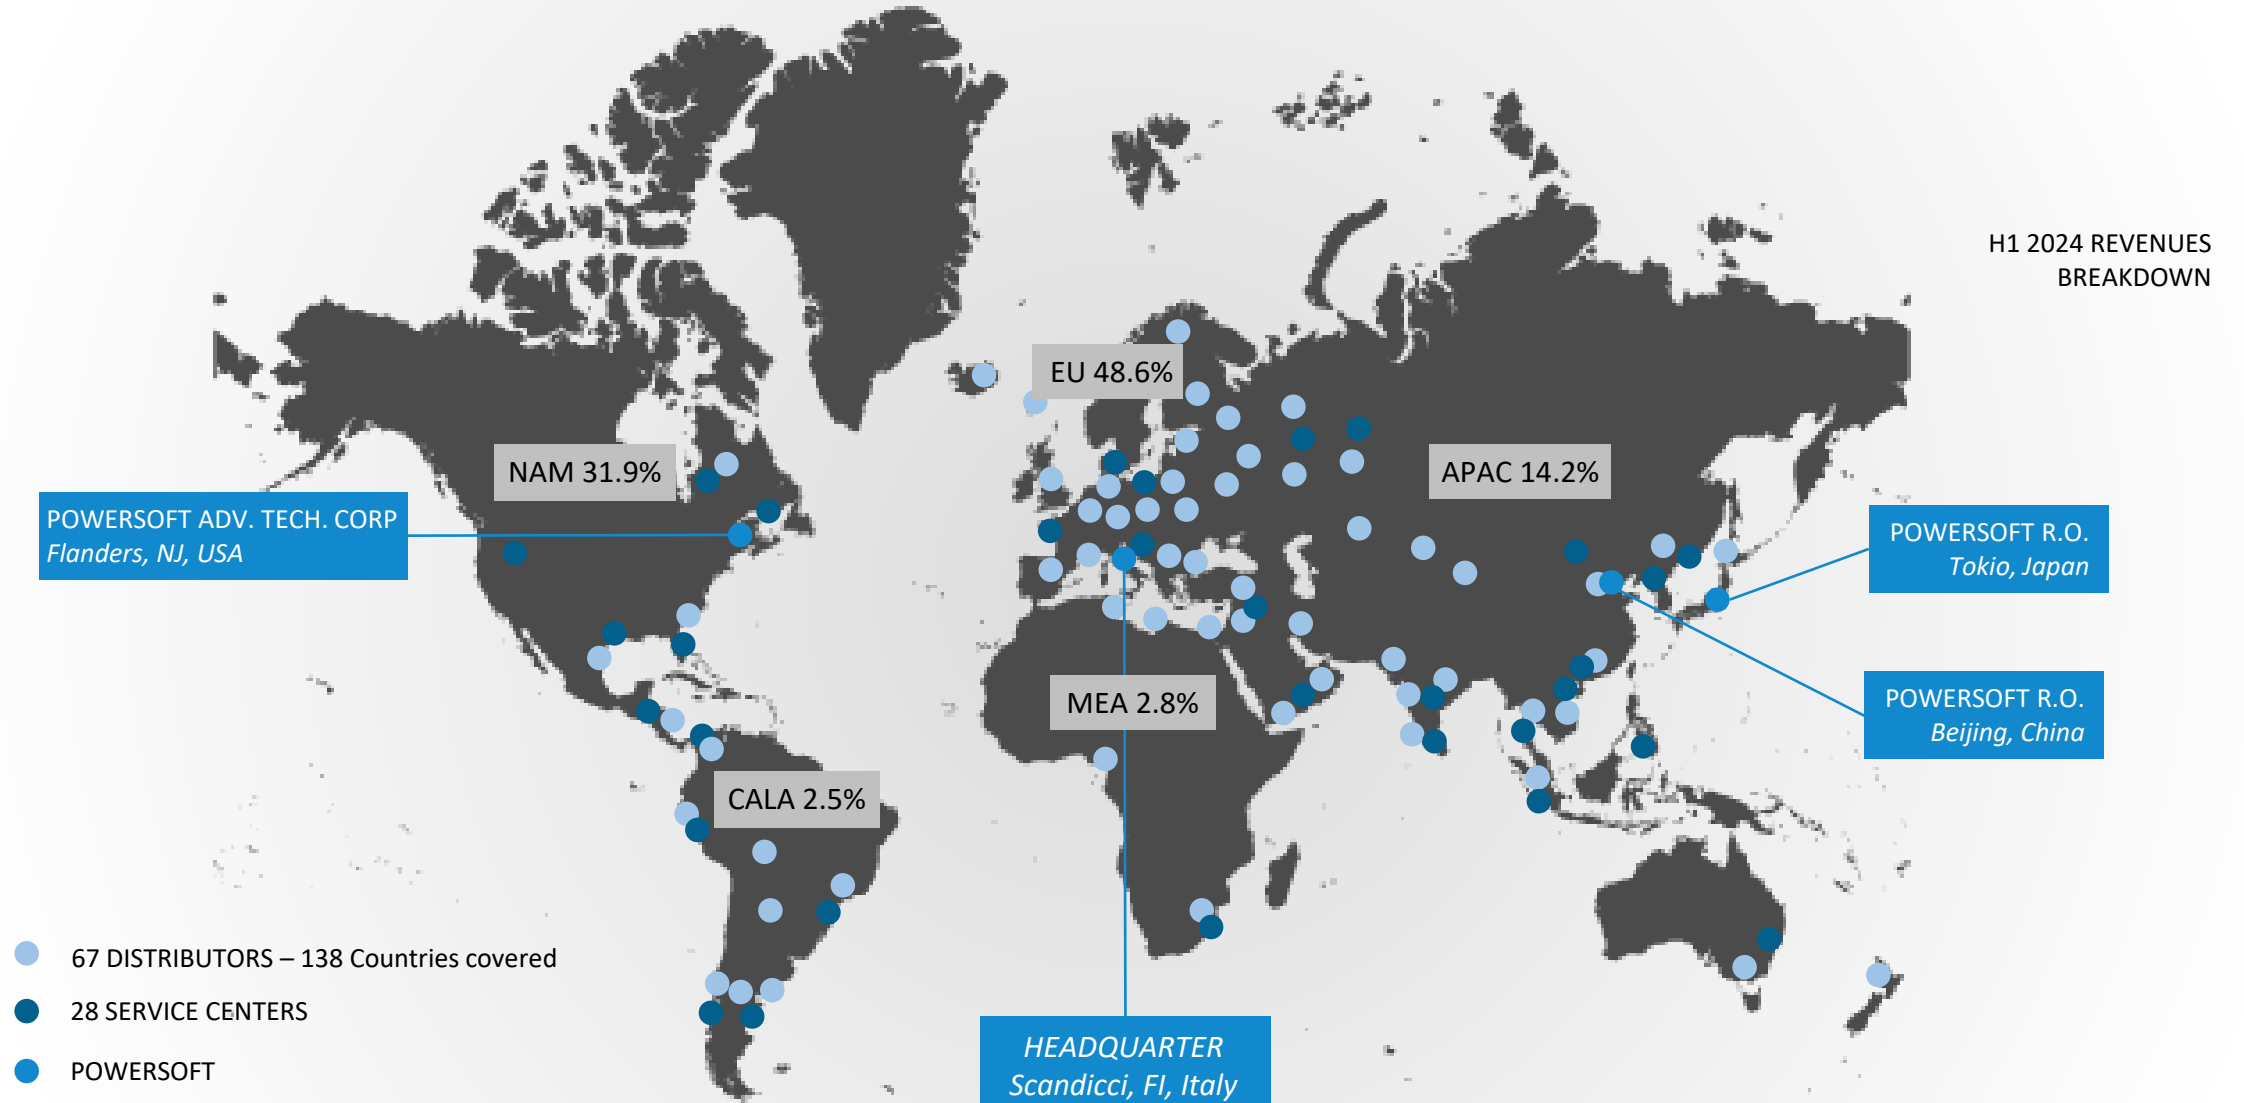 H1 2024 REVENUES
BREAKDOWN
EU 48.6%
NAM 31.9%
APAC 14.2%
POWERSOFT ADV. TECH. CORP
Flanders, NJ, USA
POWERSOFT R.O.
Tokio, Japan
MEA 2.8%
POWERSOFT R.O.
Beijing, China
CALA 2.5%
67 DISTRIBUTORS – 138 Countries covered
28 SERVICE CENTERS
POWERSOFT
HEADQUARTER
Scandicci, FI, Italy